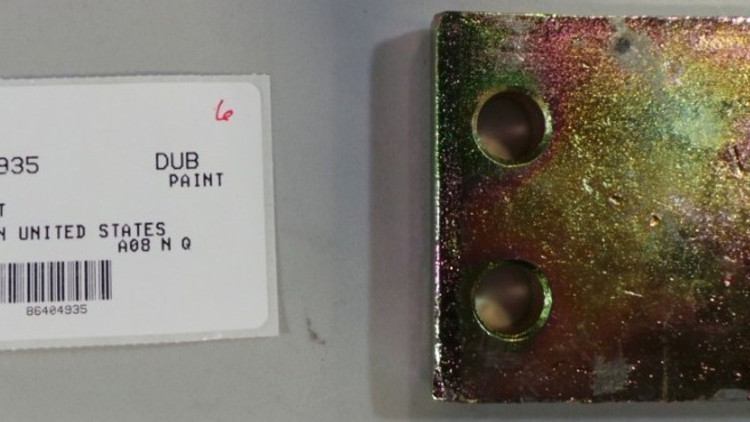 6
935 DUB
PAINT
T
N UNITED STATES
A08 N Q
86404935